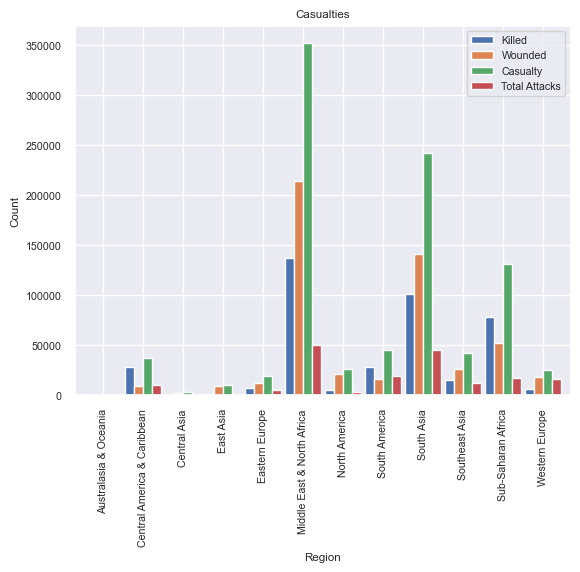 Casualties
Killed
Wounded
Casualty
Total Attacks
350000
300000
250000
200000
150000
100000
50000
0
Count
Australasia & Oceania
Central America & Caribbean
Central Asia
East Asia
Eastern Europe
Middle East & North Africa
North America
South America
South Asia
Southeast Asia
Sub-Saharan Africa
Western Europe
Region